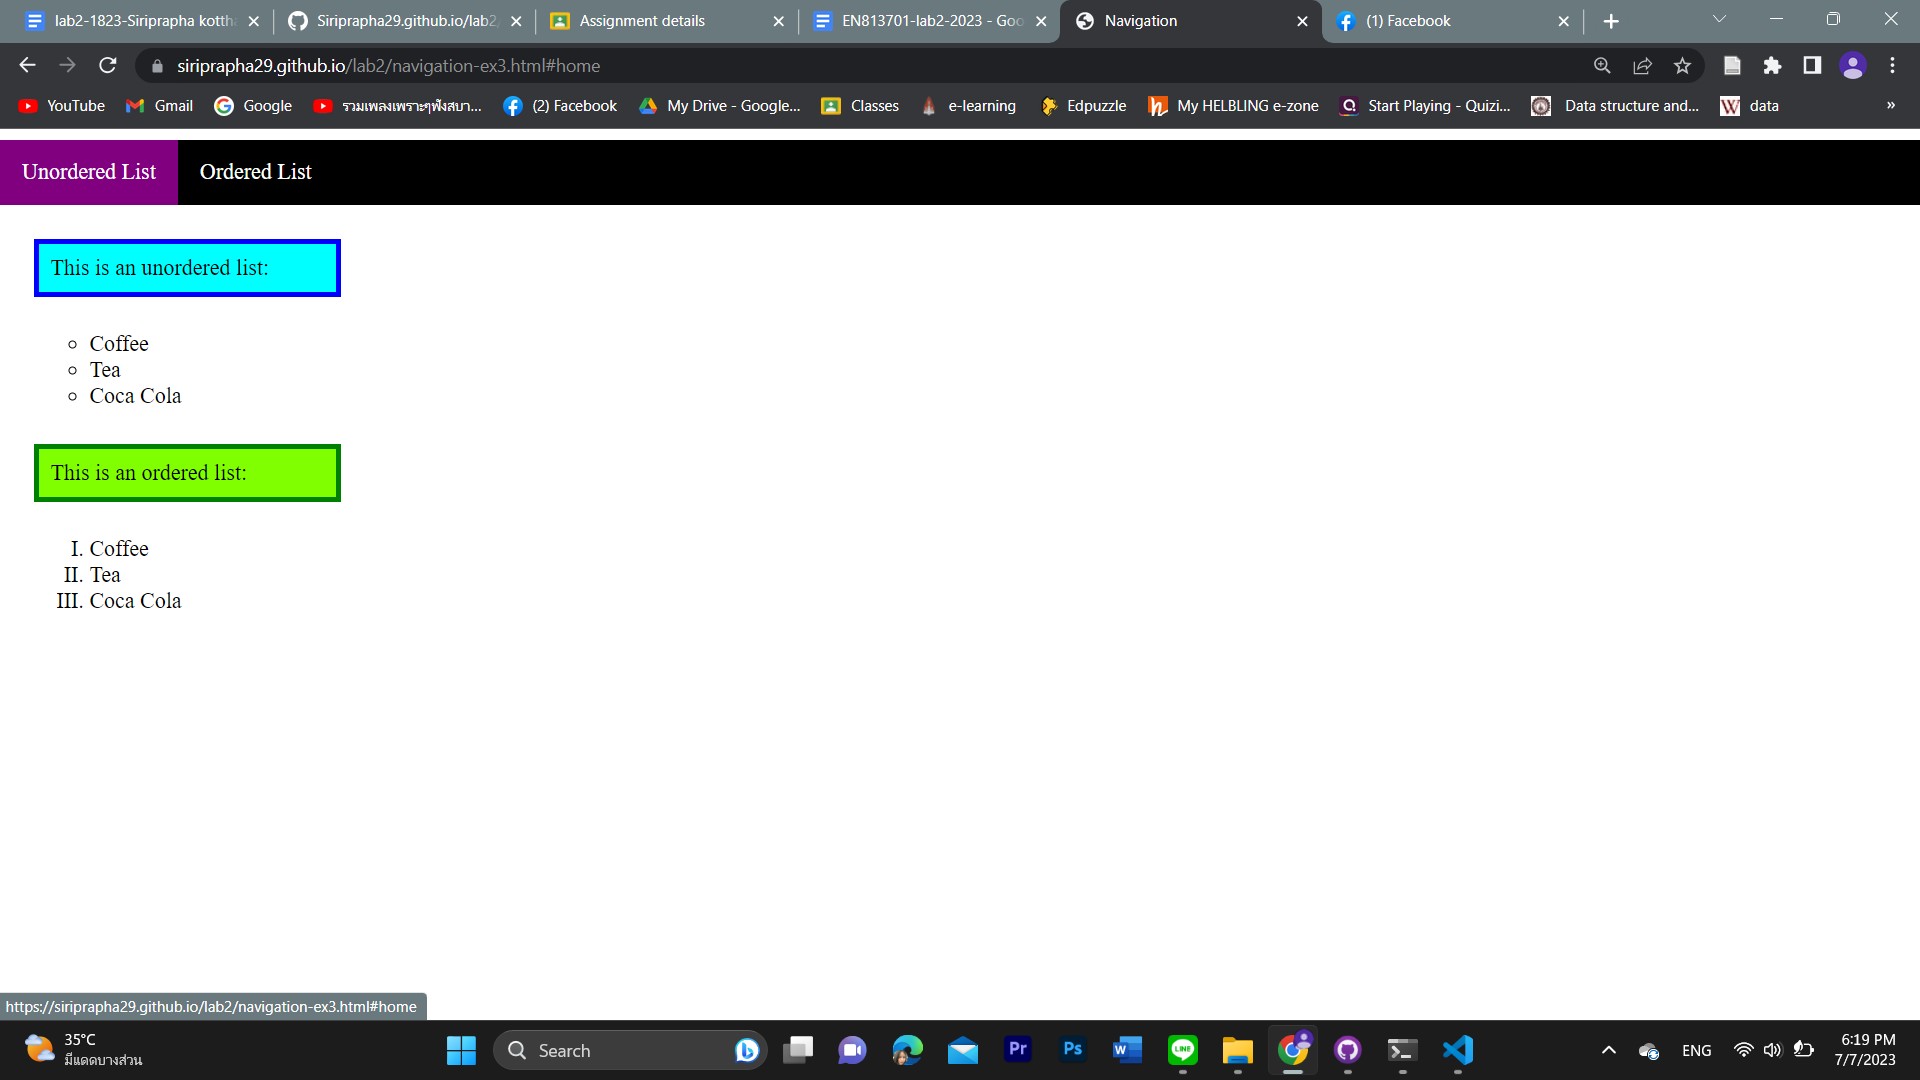 lab2-1823-Siriprapha kottha
Siriprapha29.github.io/lab2/
Assignment details
EN813701-lab2-2023 - Goo
Navigation
(1) Facebook
siriprapha29.github.io/lab2/navigation-ex3.html#home
YouTube
Gmail
Google
รวมเพลงเพราะๆฟังสบา...
(2) Facebook
My Drive - Google...
Classes
e-learning
Edpuzzle
My HELBLING e-zone
Start Playing - Quizi...
Data structure and...
data
»
Unordered List
Ordered List
This is an unordered list:
Coffee
Tea
Coca Cola
This is an ordered list:
I. Coffee
II. Tea
III. Coca Cola
https://siriprapha29.github.io/lab2/navigation-ex3.html#home
35°C
มีแดดบางส่วน
Search
Pr
Ps
W
LINE
ENG
6:19 PM
7/7/2023